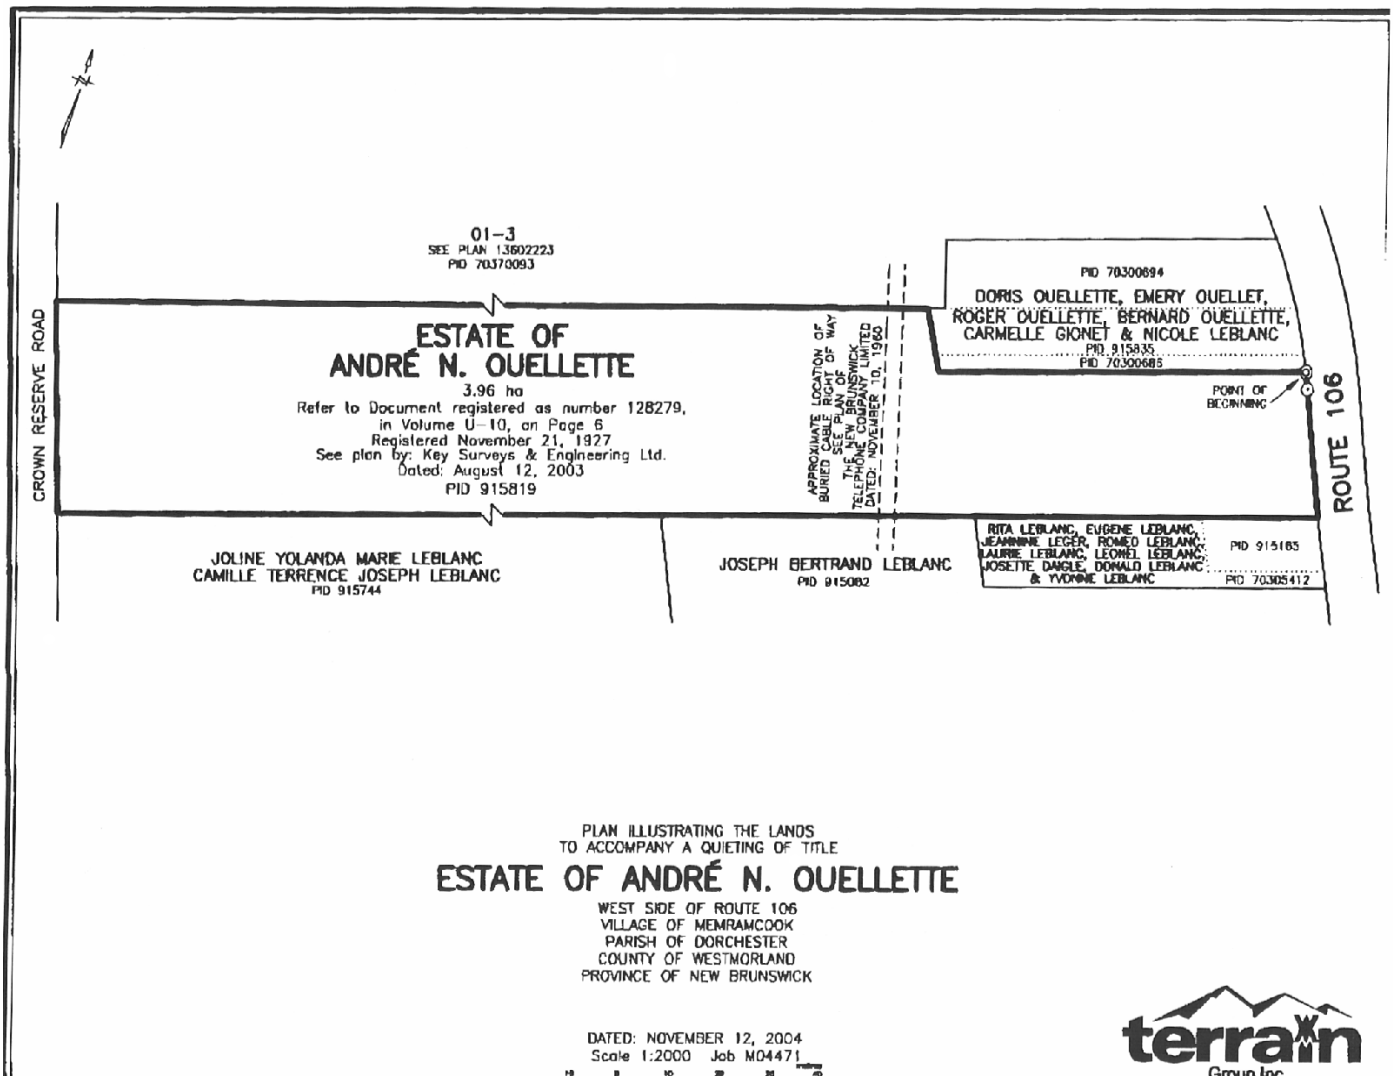 01-3
SEE PLAN 13602223
PID 70370093
CROWN RESERVE ROAD
ESTATE OF
ANDRÉ N. OUELLETTE
3.96 ha
Refer to Document registered as number 128279,
in Volume U-10, on Page 6
Registered November 21, 1927
See plan by: Key Surveys & Engineering Ltd.
Dated: August 12, 2003
PID 915819
APPROXIMATE LOCATION OF
BURIED CABLE RIGHT OF WAY
SEE PLAN OF
THE NEW BRUNSWICK
TELEPHONE COMPANY LIMITED
DATED: NOVEMBER 10, 1960
PID 70300694
DORIS OUELLETTE, EMERY OUELLET,
ROGER OUELLETTE, BERNARD OUELLETTE,
CARMELLE GIONET & NICOLE LEBLANC
PID 915835
PID 70300686
POINT OF
BEGINNING
ROUTE 106
JOLINE YOLANDA MARIE LEBLANC
CAMILLE TERRENCE JOSEPH LEBLANC
PID 915744
JOSEPH BERTRAND LEBLANC
PID 915082
RITA LEBLANC, EUGENE LEBLANC,
JEANNINE LEGER, ROMEO LEBLANC,
LAURIE LEBLANC, LEONEL LEBLANC,
JOSETTE DAIGLE, DONALD LEBLANC
& YVONNE LEBLANC
PID 915165
PID 70305412
PLAN ILLUSTRATING THE LANDS
TO ACCOMPANY A QUIETING OF TITLE
ESTATE OF ANDRÉ N. OUELLETTE
WEST SIDE OF ROUTE 106
VILLAGE OF MEMRAMCOOK
PARISH OF DORCHESTER
COUNTY OF WESTMORLAND
PROVINCE OF NEW BRUNSWICK
DATED: NOVEMBER 12, 2004
Scale 1:2000 Job M04471
terrain
Group Inc